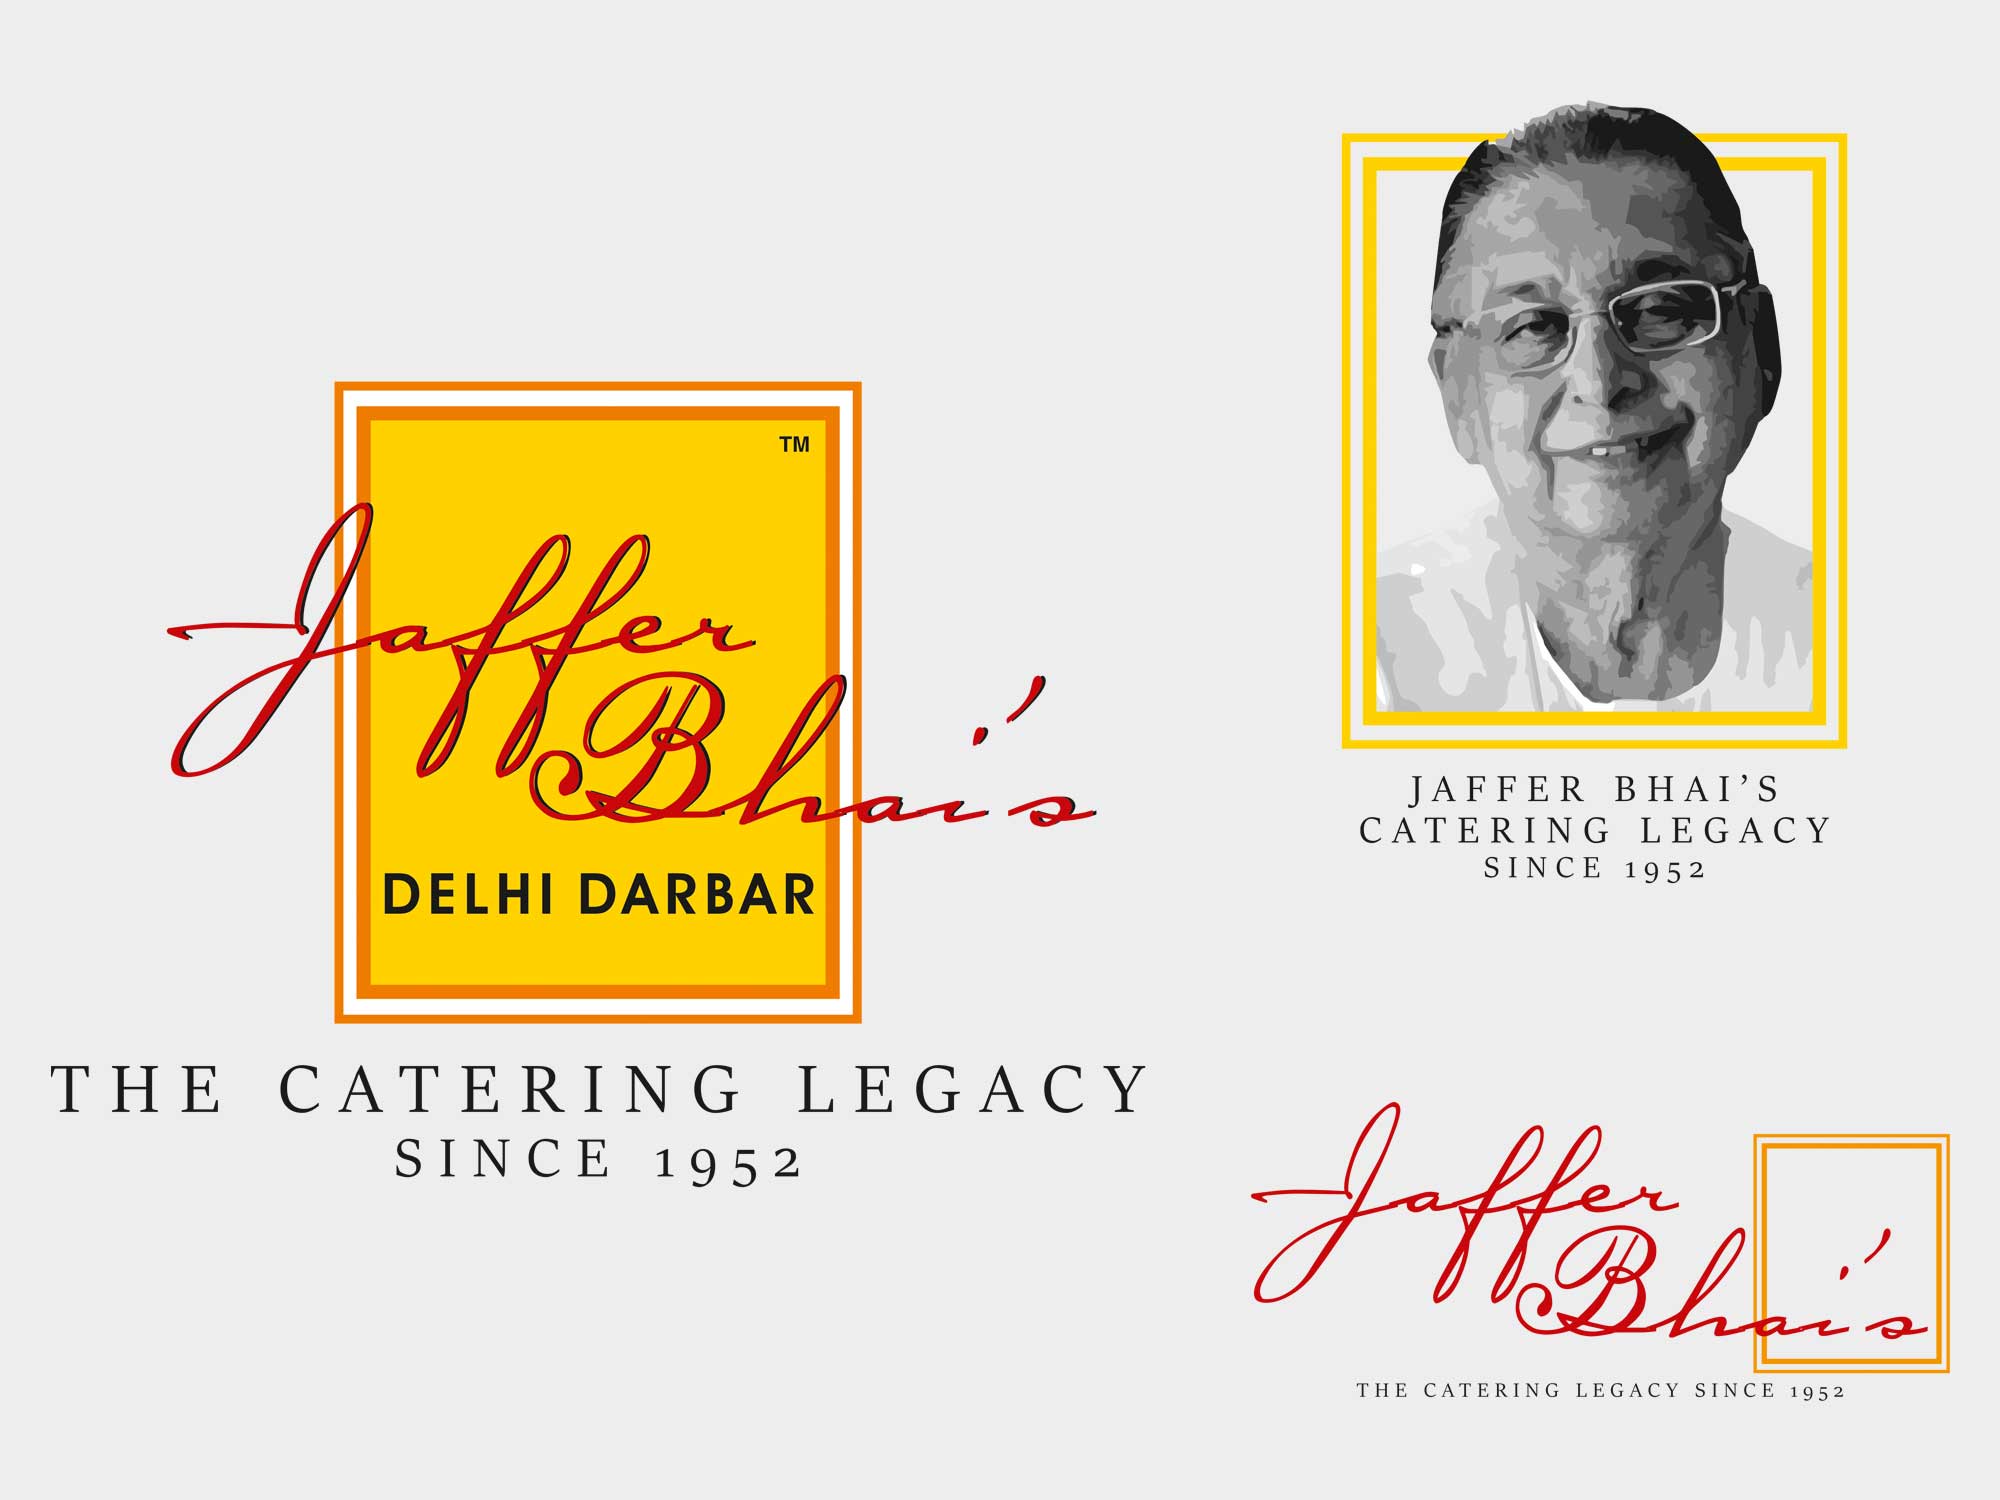 TM
Jaffer
Bhai's
DELHI DARBAR
THE CATERING LEGACY
SINCE 1952
JAFFER BHAI’S
CATERING LEGACY
SINCE 1952
Jaffer
Bhai's
THE CATERING LEGACY SINCE 1952